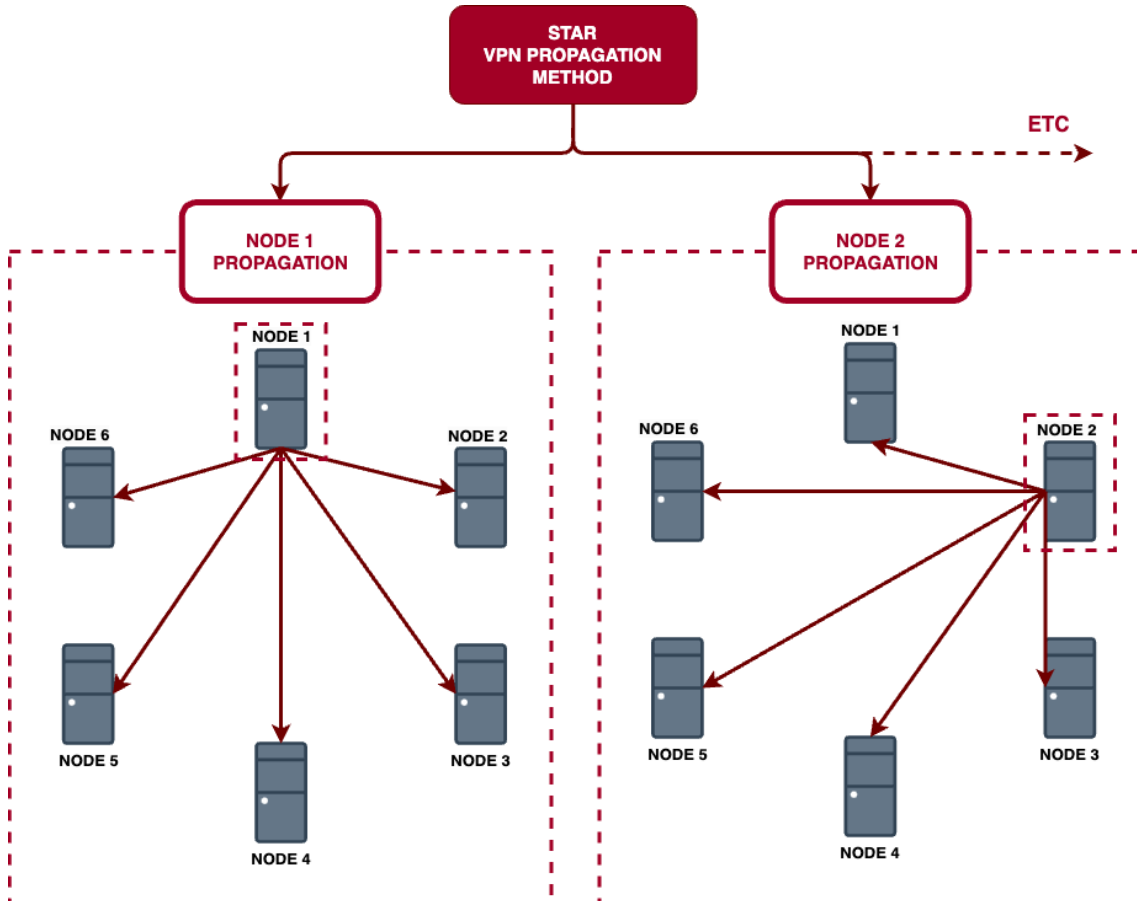 STAR
VPN PROPAGATION
METHOD
ETC
NODE 1
PROPAGATION
NODE 2
PROPAGATION
NODE 1
NODE 6
NODE 2
NODE 5
NODE 3
NODE 4
NODE 1
NODE 6
NODE 2
NODE 5
NODE 3
NODE 4